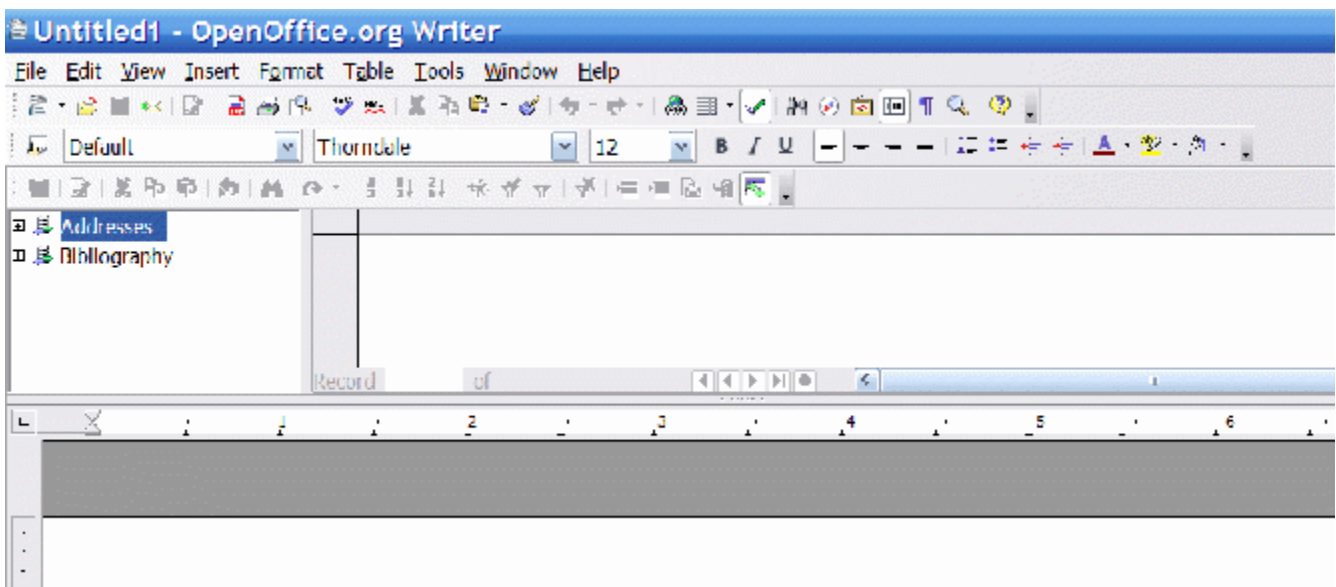 Untitled1 - OpenOffice.org Writer
File Edit View Insert Format Table Tools Window Help
Default Thorndale 12 B I U A
Addresses
Bibliography
Record of
1 2 3 4 5 6